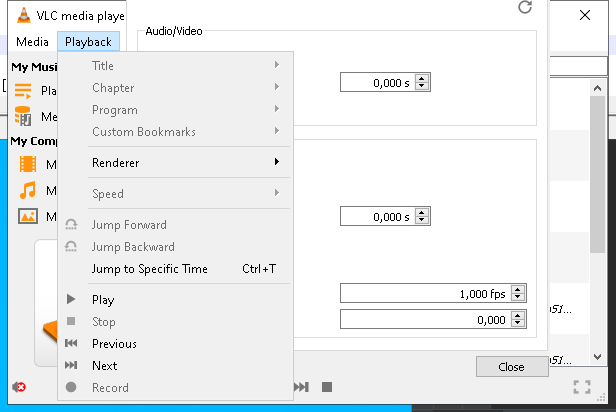 VLC media playe
Media Playback
Audio/Video
My Musi
Pla
Me
My Comp
M
M
M
Title
Chapter
Program
Custom Bookmarks
Renderer
Speed
Jump Forward
Jump Backward
Jump to Specific Time Ctrl+T
Play
Stop
Previous
Next
Record
0,000 s
0,000 s
1,000 fps
0,000
Close
51...
51...